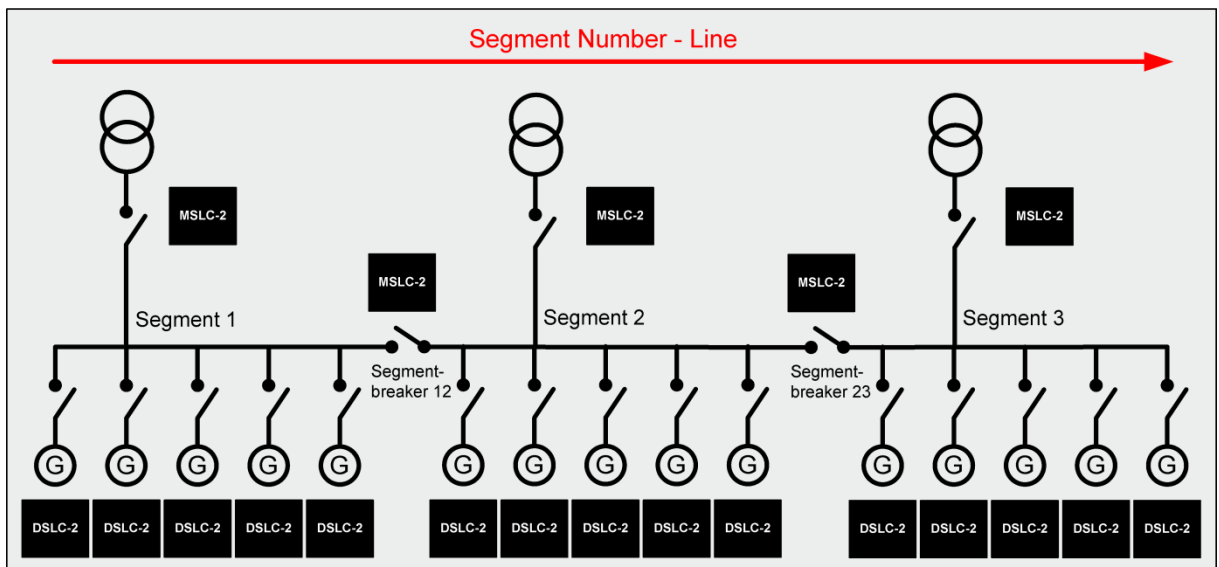 Segment Number - Line
MSLC-2
MSLC-2
MSLC-2
MSLC-2
MSLC-2
Segment 1
Segment 2
Segment 3
Segment-
breaker 12
Segment-
breaker 23
G G G G G G G G G G G G G G G
DSLC-2 DSLC-2 DSLC-2 DSLC-2 DSLC-2 DSLC-2 DSLC-2 DSLC-2 DSLC-2 DSLC-2 DSLC-2 DSLC-2 DSLC-2 DSLC-2 DSLC-2